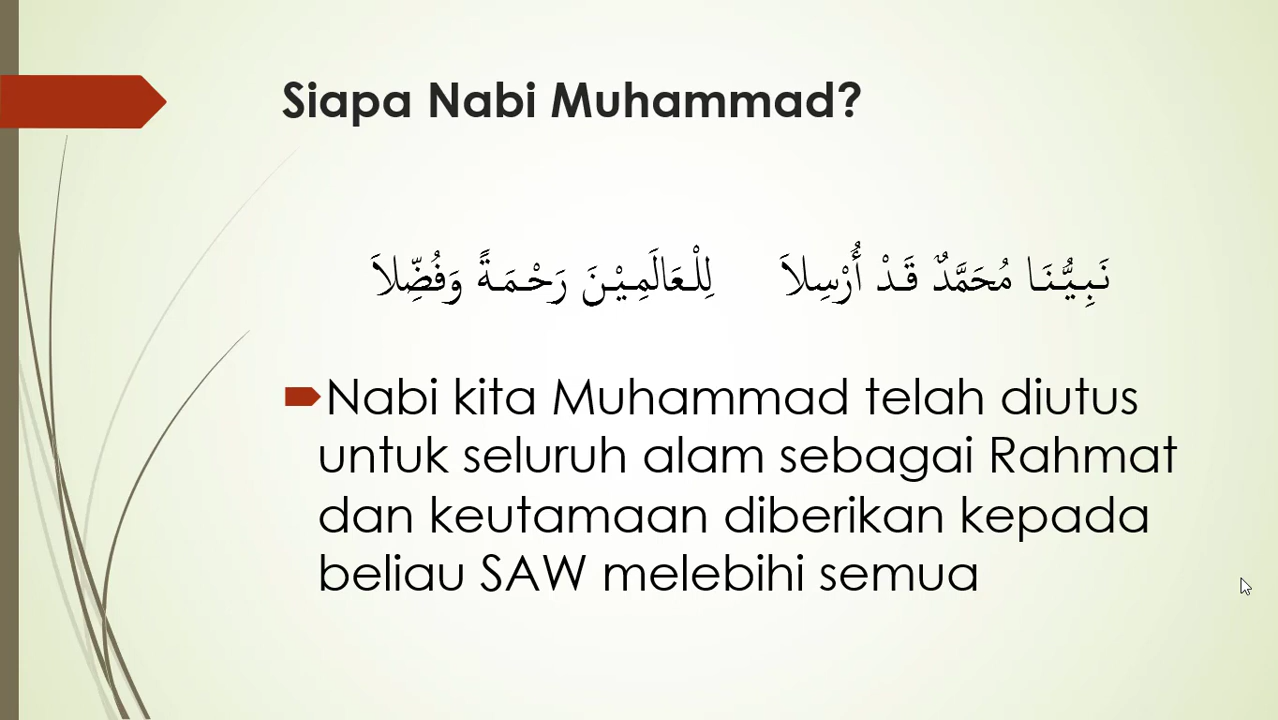 Siapa Nabi Muhammad?
نَبِيُّنَا مُحَمَّدٌ قَدْ أُرْسِلاَ لِلْعَالَمِيْنَ رَحْمَةً وَفُضِّلاَ
Nabi kita Muhammad telah diutus
untuk seluruh alam sebagai Rahmat
dan keutamaan diberikan kepada
beliau SAW melebihi semua